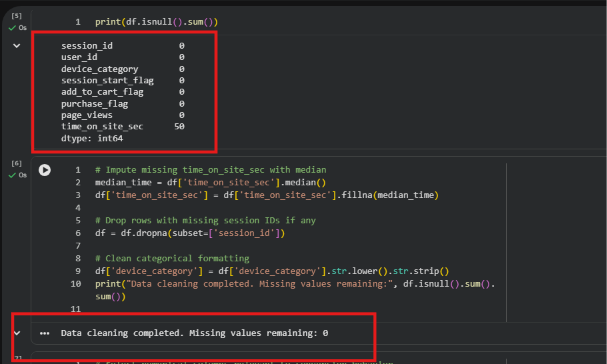 [5]
0s
1 print(df.isnull().sum())
session_id 0
user_id 0
device_category 0
session_start_flag 0
add_to_cart_flag 0
purchase_flag 0
page_views 0
time_on_site_sec 50
dtype: int64
[6]
0s
1 # Impute missing time_on_site_sec with median
2 median_time = df['time_on_site_sec'].median()
3 df['time_on_site_sec'] = df['time_on_site_sec'].fillna(median_time)
4
5 # Drop rows with missing session IDs if any
6 df = df.dropna(subset=['session_id'])
7
8 # Clean categorical formatting
9 df['device_category'] = df['device_category'].str.lower().str.strip()
10 print("Data cleaning completed. Missing values remaining:", df.isnull().sum().
sum())
11
Data cleaning completed. Missing values remaining: 0